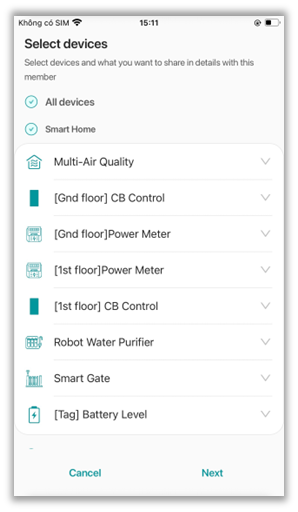 Không có SIM 15:11
Select devices
Select devices and what you want to share in details with this
member
All devices
Smart Home
Multi-Air Quality
[Gnd floor] CB Control
[Gnd floor]Power Meter
[1st floor]Power Meter
[1st floor] CB Control
Robot Water Purifier
Smart Gate
[Tag] Battery Level
Cancel Next